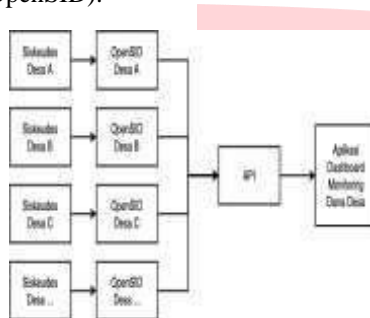 OpenSID).
Siskeudes
Desa A
OpenSID
Desa A
Siskeudes
Desa B
OpenSID
Desa B
API
Aplikasi
Dashboard
Monitoring
Dana Desa
Siskeudes
Desa C
OpenSID
Desa C
Siskeudes
Desa ...
OpenSID
Desa ...